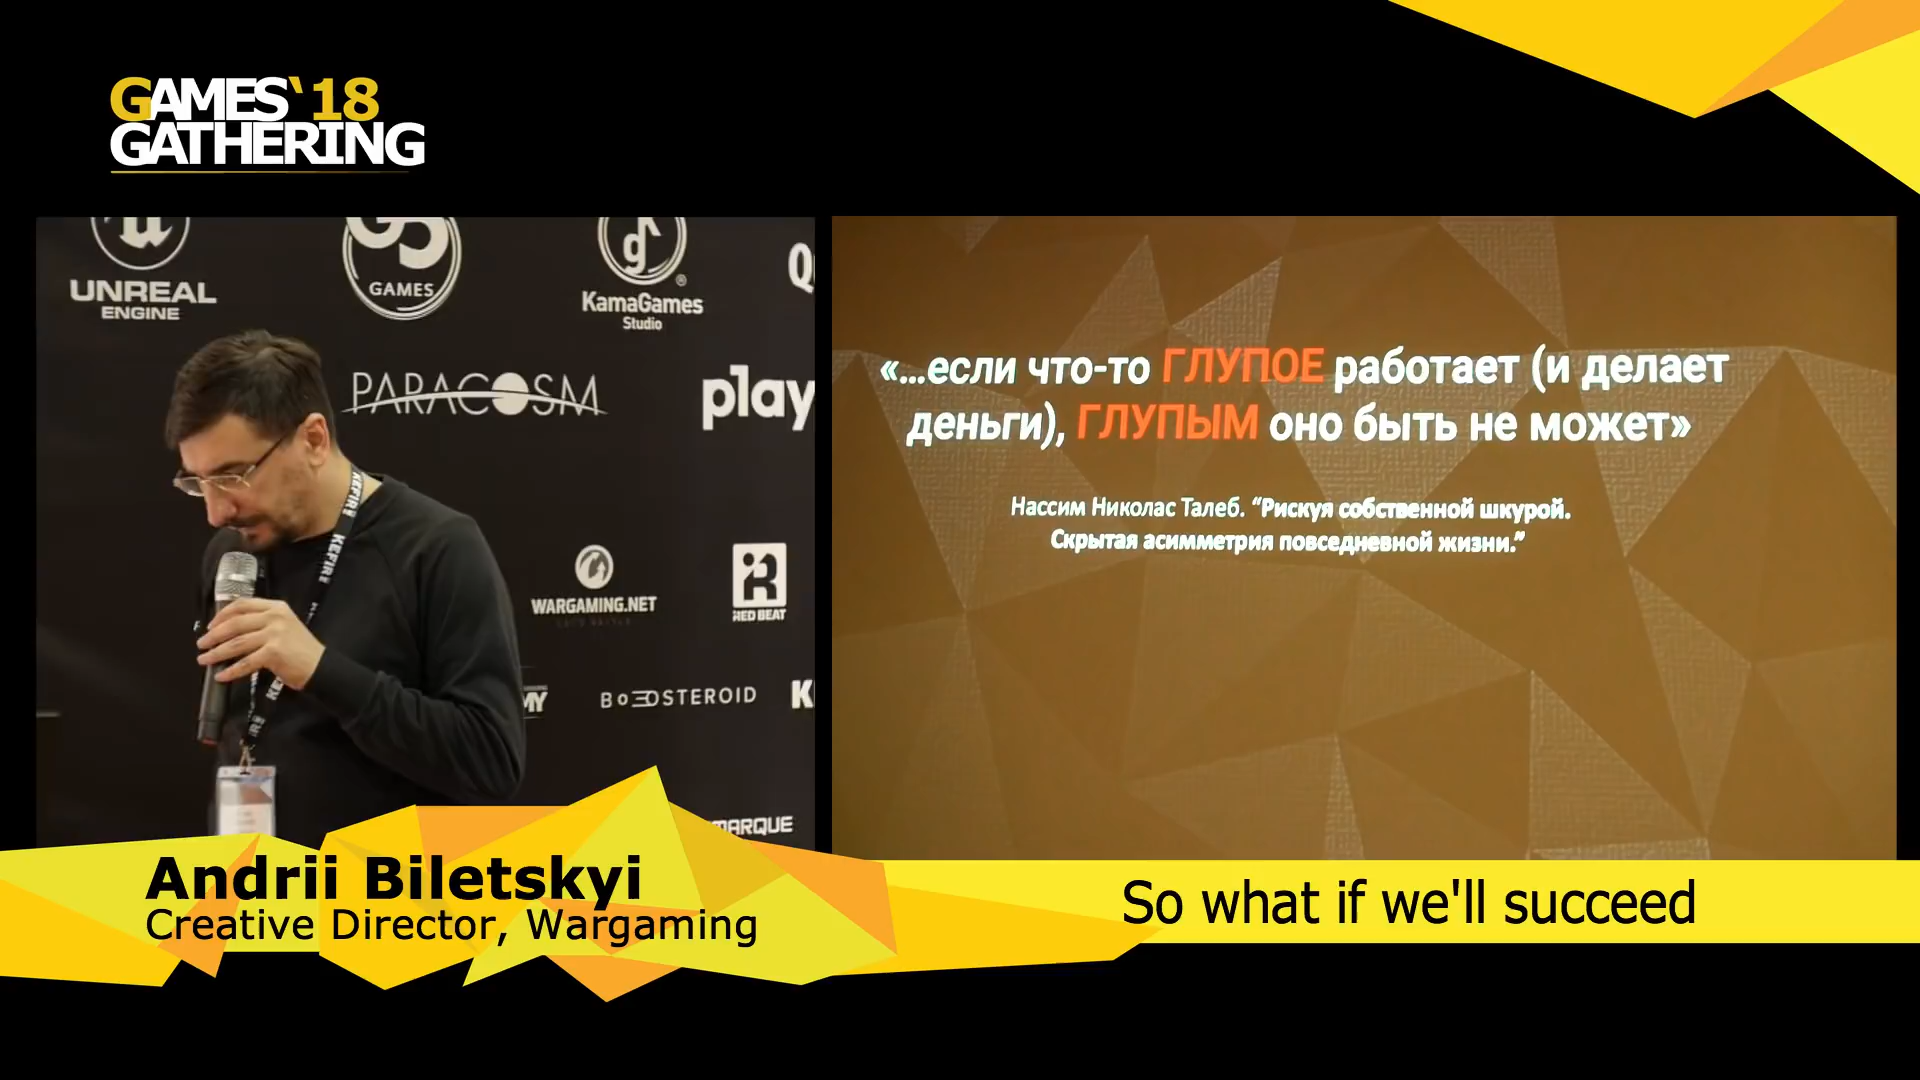 GAMES‘18
GATHERING
UNREAL
ENGINE
GAMES
KamaGames
Studio
PARACOSM
play
WARGAMING.NET
RED BEAT
BOOSTEROID
KEFIR!
«...если что-то ГЛУПОЕ работает (и делает
деньги), ГЛУПЫМ оно быть не может»
Нассим Николас Талеб. “Рискуя собственной шкурой.
Скрытая асимметрия повседневной жизни.”
Andrii Biletskyi
Creative Director, Wargaming
So what if we'll succeed